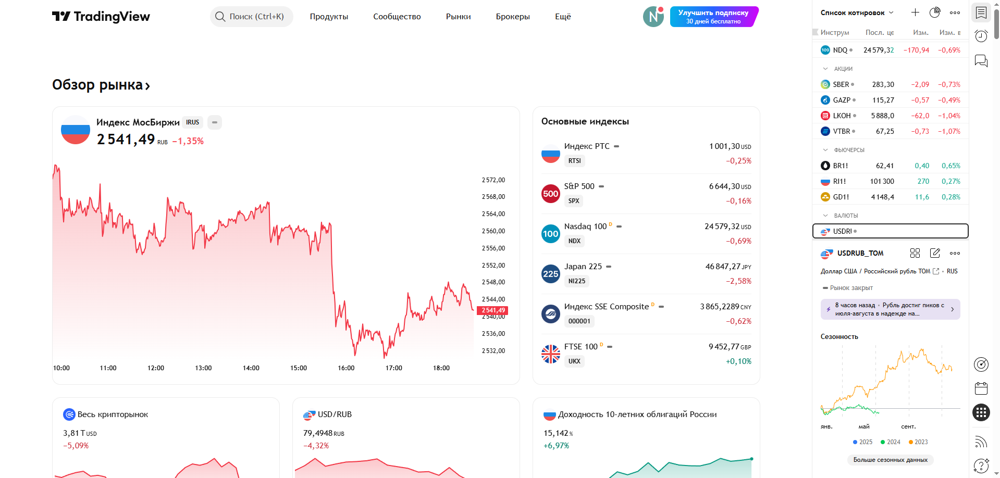 TradingView
Поиск (Ctrl+K)
Продукты
Сообщество
Рынки
Брокеры
Ещё
N
Улучшить подписку
30 дней бесплатно
Обзор рынка
Индекс МосБиржи IRUS
2 541,49 RUB −1,35%
2 572,00
2 568,00
2 564,00
2 560,00
2 556,00
2 552,00
2 548,00
2 544,00
2 541,49
2 540,00
2 536,00
2 532,00
10:00 11:00 12:00 13:00 14:00 15:00 16:00 17:00 18:00
Основные индексы
Индекс РТС 1 001,30 USD
RTSI −0,25%
500 S&P 500 6 644,30 USD
SPX −0,16%
100 Nasdaq 100 D 24 579,32 USD
NDX −0,69%
225 Japan 225 46 847,27 JPY
NI225 −2,58%
Индекс SSE Composite D 3 865,2289 CNY
000001 −0,62%
FTSE 100 D 9 452,77 GBP
UKX +0,10%
Весь крипторынок
3,81 T USD
−5,09%
USD/RUB
79,4948 RUB
−4,32%
Доходность 10-летних облигаций России
15,142 %
+6,97%
Список котировок
Инструм Посл. це Изм. Изм. в
100 NDQ 24 579,32 −170,94 −0,69%
АКЦИИ
SBER 283,30 −2,09 −0,73%
GAZP 115,27 −0,57 −0,49%
LKOH 5 888,0 −62,0 −1,04%
VTBR 67,25 −0,73 −1,07%
ФЬЮЧЕРСЫ
BR1! 62,41 0,40 0,65%
RI1! 101 300 270 0,27%
GD1! 4 148,4 11,6 0,28%
ВАЛЮТЫ
USDRU
USDRUB_TOM
Доллар США / Российский рубль TOM • RUS
Рынок закрыт
8 часов назад • Рубль достиг пиков с
июля-августа в надежде на...
Сезонность
янв. май сент.
2025 2024 2023
Больше сезонных данных